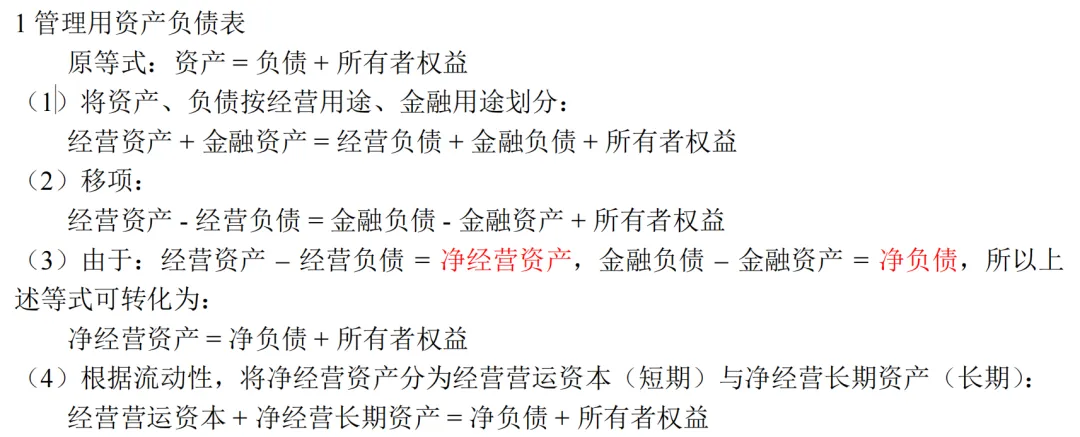 1 管理用资产负债表
原等式：资产 = 负债 + 所有者权益
（1）将资产、负债按经营用途、金融用途划分：
经营资产 + 金融资产 = 经营负债 + 金融负债 + 所有者权益
（2）移项：
经营资产 - 经营负债 = 金融负债 - 金融资产 + 所有者权益
（3）由于：经营资产 – 经营负债 = 净经营资产，金融负债 – 金融资产 = 净负债，所以上
述等式可转化为：
净经营资产 = 净负债 + 所有者权益
（4）根据流动性，将净经营资产分为经营营运资本（短期）与净经营长期资产（长期）：
经营营运资本 + 净经营长期资产 = 净负债 + 所有者权益